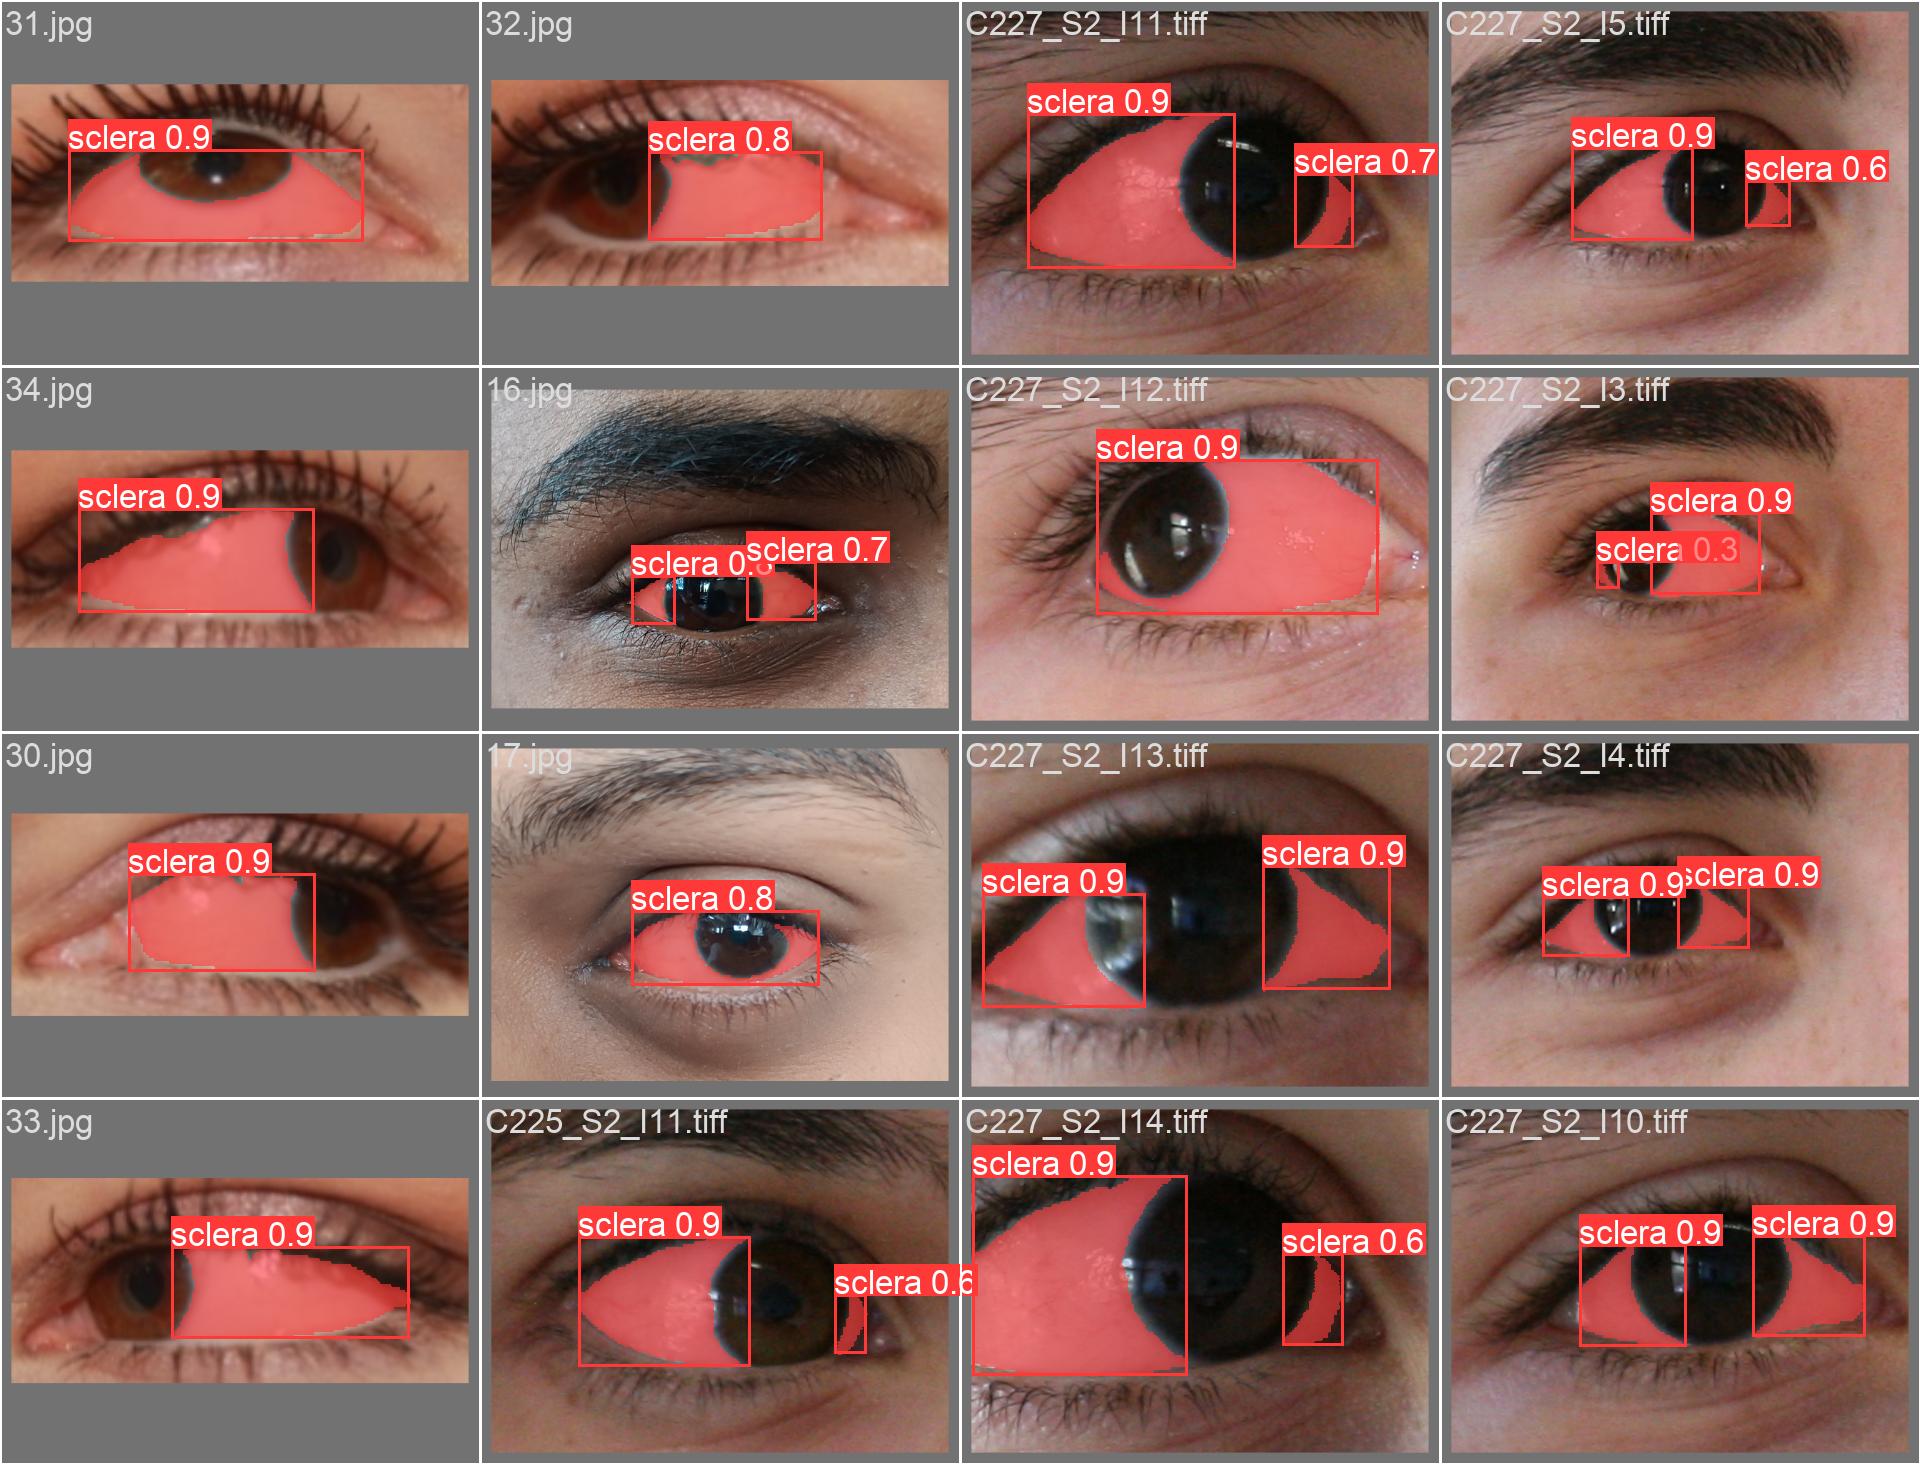 31.jpg
sclera 0.9
32.jpg
sclera 0.8
C227_S2_I11.tiff
sclera 0.9
sclera 0.7
C227_S2_I5.tiff
sclera 0.9
sclera 0.6
34.jpg
sclera 0.9
16.jpg
sclera 0.8
sclera 0.7
C227_S2_I12.tiff
sclera 0.9
C227_S2_I3.tiff
sclera 0.9
sclera 0.3
30.jpg
sclera 0.9
17.jpg
sclera 0.8
C227_S2_I13.tiff
sclera 0.9
sclera 0.9
C227_S2_I4.tiff
sclera 0.9
sclera 0.9
33.jpg
sclera 0.9
C225_S2_I11.tiff
sclera 0.9
sclera 0.6
C227_S2_I14.tiff
sclera 0.9
sclera 0.6
C227_S2_I10.tiff
sclera 0.9
sclera 0.9